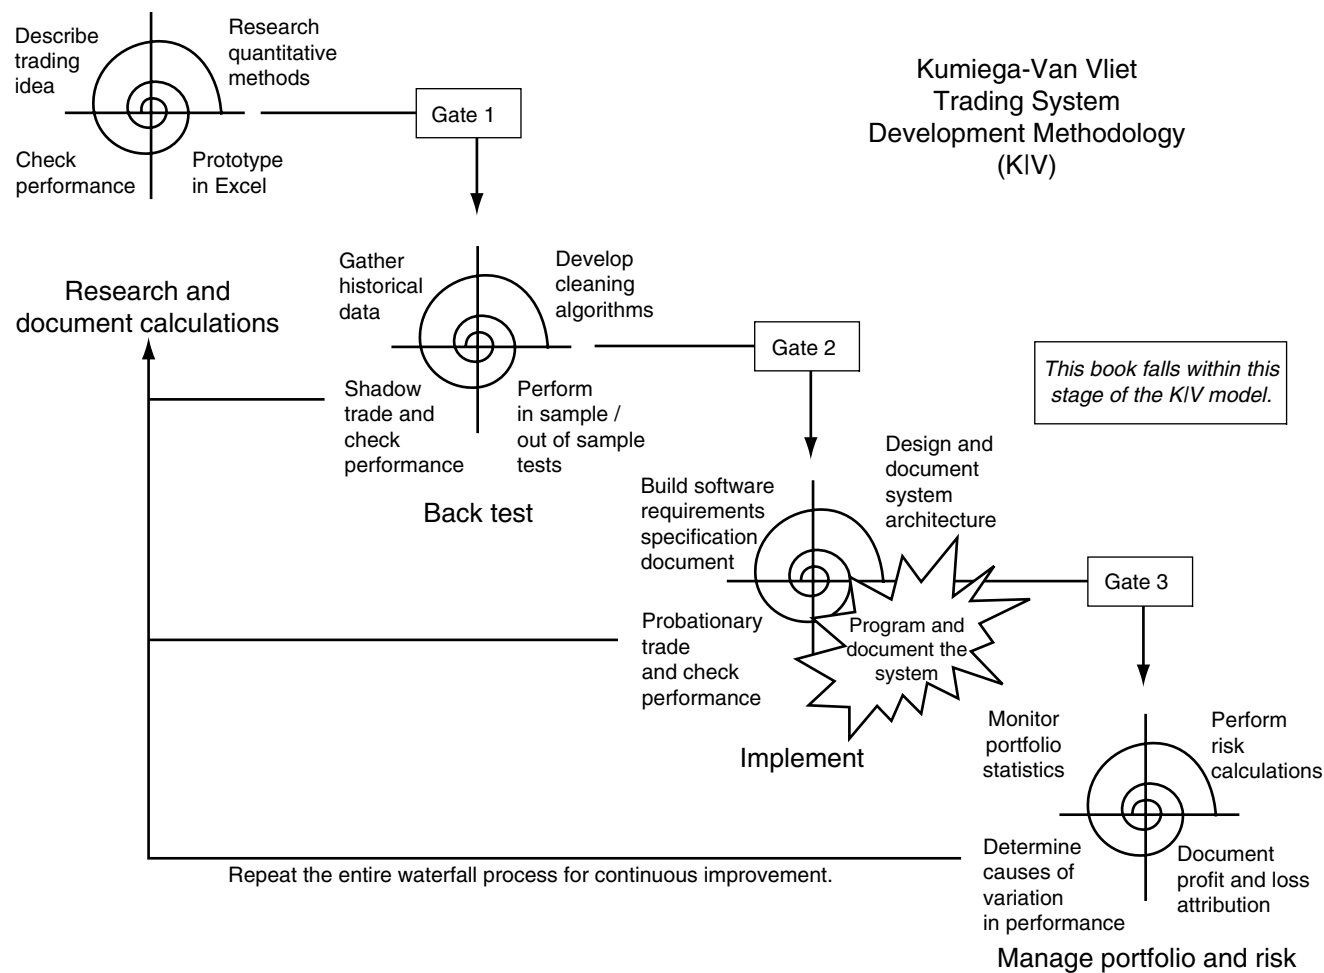 Describe
trading
idea
Research
quantitative
methods
Check
performance
Prototype
in Excel
Gate 1
Kumiega-Van Vliet
Trading System
Development Methodology
(K|V)
Research and
document calculations
Gather
historical
data
Develop
cleaning
algorithms
Shadow
trade and
check
performance
Perform
in sample /
out of sample
tests
Back test
Gate 2
This book falls within this
stage of the K|V model.
Build software
requirements
specification
document
Design and
document
system
architecture
Probationary
trade
and check
performance
Program and
document the
system
Implement
Gate 3
Monitor
portfolio
statistics
Perform
risk
calculations
Determine
causes of
variation
in performance
Document
profit and loss
attribution
Manage portfolio and risk
Repeat the entire waterfall process for continuous improvement.